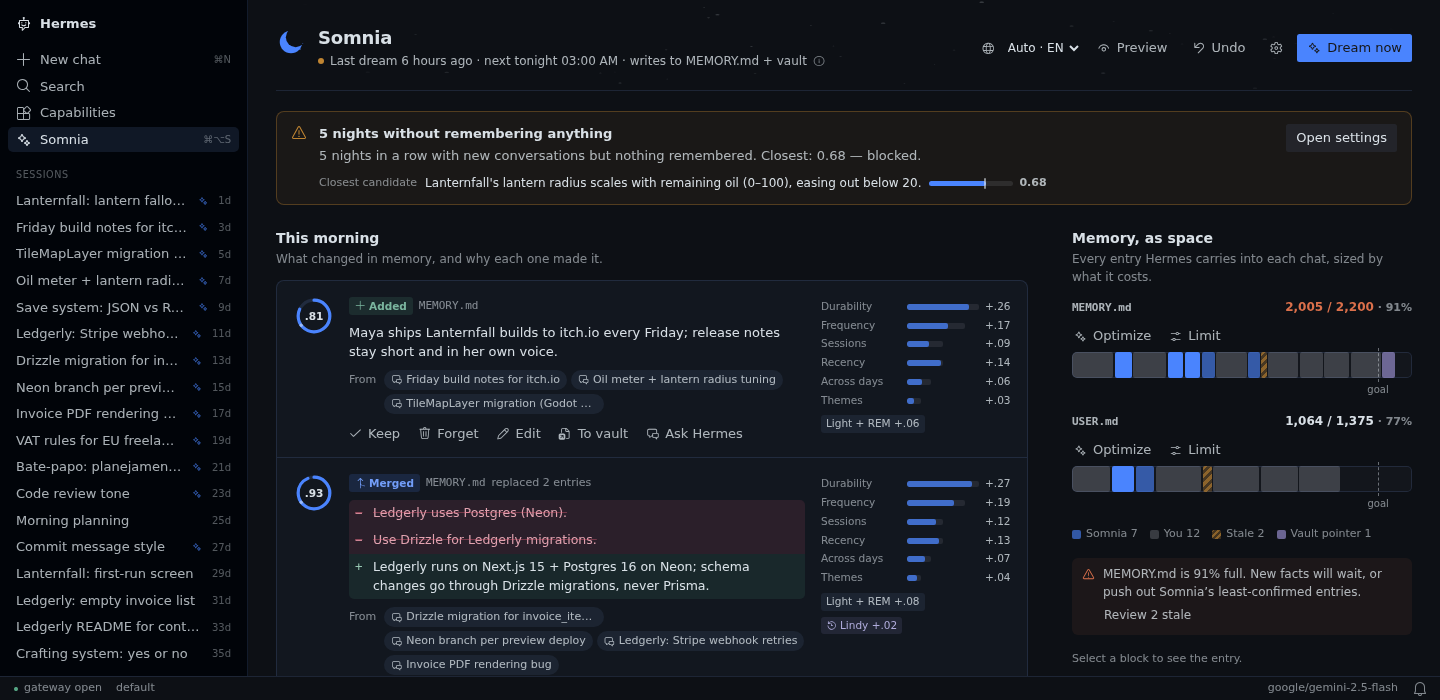 Hermes
New chat ⌘N
Search
Capabilities
Somnia ⌘⌥S
SESSIONS
Lanternfall: lantern fallo... 1d
Friday build notes for itc... 3d
TileMapLayer migration ... 5d
Oil meter + lantern radi... 7d
Save system: JSON vs R... 9d
Ledgerly: Stripe webho... 11d
Drizzle migration for in... 13d
Neon branch per previ... 15d
Invoice PDF rendering ... 17d
VAT rules for EU freela... 19d
Bate-papo: planejamen... 21d
Code review tone 23d
Morning planning 25d
Commit message style 27d
Lanternfall: first-run screen 29d
Ledgerly: empty invoice list 31d
Ledgerly README for cont... 33d
Crafting system: yes or no 35d
gateway open default
Somnia
Last dream 6 hours ago · next tonight 03:00 AM · writes to MEMORY.md + vault
Auto · EN
Preview
Undo
Dream now
5 nights without remembering anything
5 nights in a row with new conversations but nothing remembered. Closest: 0.68 — blocked.
Closest candidate Lanternfall's lantern radius scales with remaining oil (0–100), easing out below 20. 0.68
Open settings
This morning
What changed in memory, and why each one made it.
.81
+ Added MEMORY.md
Maya ships Lanternfall builds to itch.io every Friday; release notes
stay short and in her own voice.
From Friday build notes for itch.io Oil meter + lantern radius tuning
TileMapLayer migration (Godot ...
Keep Forget Edit To vault Ask Hermes
Durability +.26
Frequency +.17
Sessions +.09
Recency +.14
Across days +.06
Themes +.03
Light + REM +.06
.93
Merged MEMORY.md replaced 2 entries
− Ledgerly uses Postgres (Neon).
− Use Drizzle for Ledgerly migrations.
+ Ledgerly runs on Next.js 15 + Postgres 16 on Neon; schema
changes go through Drizzle migrations, never Prisma.
From Drizzle migration for invoice_ite...
Neon branch per preview deploy Ledgerly: Stripe webhook retries
Invoice PDF rendering bug
Durability +.27
Frequency +.19
Sessions +.12
Recency +.13
Across days +.07
Themes +.04
Light + REM +.08
Lindy +.02
Memory, as space
Every entry Hermes carries into each chat, sized by
what it costs.
MEMORY.md 2,005 / 2,200 · 91%
Optimize Limit
goal
USER.md 1,064 / 1,375 · 77%
Optimize Limit
goal
Somnia 7 You 12 Stale 2 Vault pointer 1
MEMORY.md is 91% full. New facts will wait, or
push out Somnia’s least-confirmed entries.
Review 2 stale
Select a block to see the entry.
google/gemini-2.5-flash